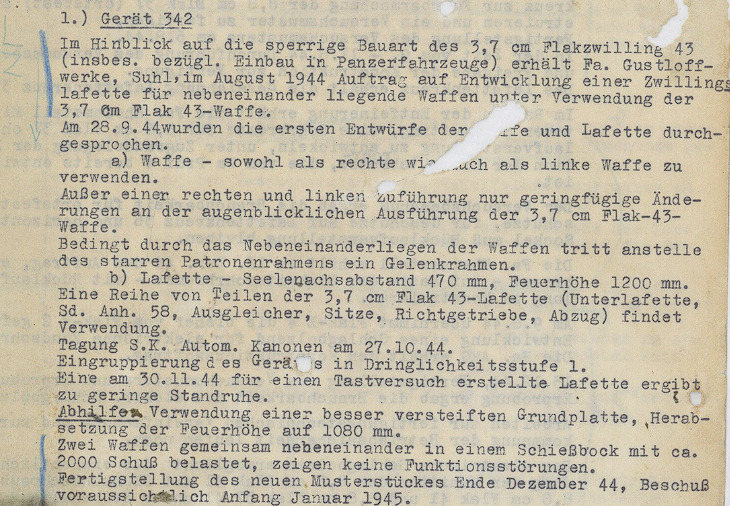 1.) Gerät 342
Im Hinblick auf die sperrige Bauart des 3,7 cm Flakzwilling 43
(insbes. bezügl. Einbau in Panzerfahrzeuge) erhält Fa. Gustloff-
werke, Suhl, im August 1944 Auftrag auf Entwicklung einer Zwillings
lafette für nebeneinander liegende Waffen unter Verwendung der
3,7 cm Flak 43-Waffe.
Am 28.9.44wurden die ersten Entwürfe der und Lafette durch-
gesprochen.
a) Waffe - sowohl als rechte wie auch als linke Waffe zu
verwenden.
Außer einer rechten und linken Zuführung nur geringfügige Ände-
rungen an der augenblicklichen Ausführung der 3,7 cm Flak-43-
Waffe.
Bedingt durch das Nebeneinanderliegen der Waffen tritt anstelle
des starren Patronenrahmens ein Gelenkrahmen.
b) Lafette - Seelenachsabstand 470 mm, Feuerhöhe 1200 mm.
Eine Reihe von Teilen der 3,7 cm Flak 43-Lafette (Unterlafette,
Sd. Anh. 58, Ausgleicher, Sitze, Richtgetriebe, Abzug) findet
Verwendung.
Tagung S.K. Autom. Kanonen am 27.10.44.
Eingruppierung des Geräts in Dringlichkeitsstufe 1.
Eine am 30.11.44 für einen Tastversuch erstellte Lafette ergibt
zu geringe Standruhe.
Abhilfe: Verwendung einer besser versteiften Grundplatte, Herab-
setzung der Feuerhöhe auf 1080 mm.
Zwei Waffen gemeinsam nebeneinander in einem Schießbock mit ca.
2000 Schuß belastet, zeigen keine Funktionsstörungen.
Fertigstellung des neuen Musterstückes Ende Dezember 44, Beschuß
voraussichtlich Anfang Januar 1945.